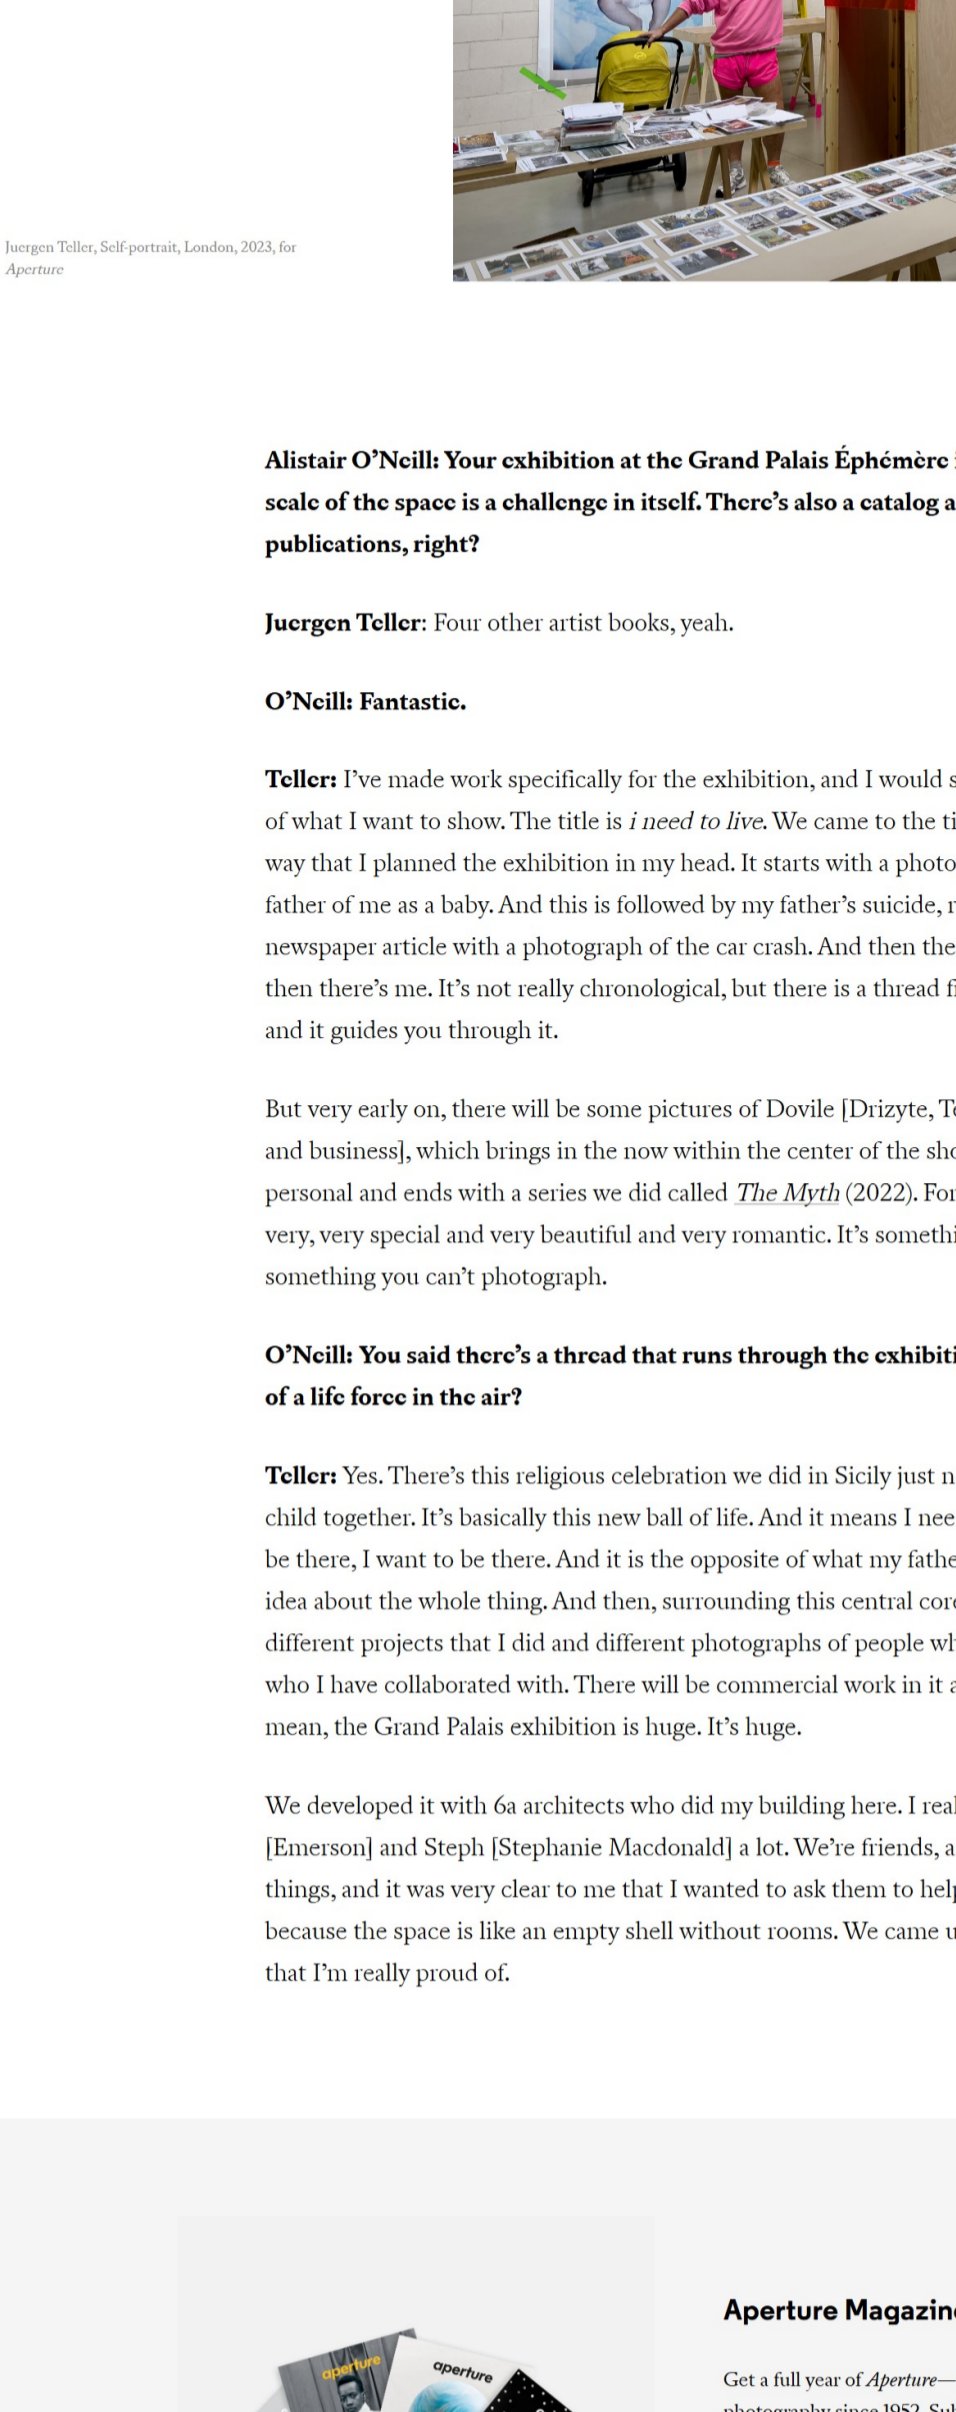 Juergen Teller, Self-portrait, London, 2023, for
Aperture
Alistair O’Neill: Your exhibition at the Grand Palais Éphémère
scale of the space is a challenge in itself. There’s also a catalog a
publications, right?
Juergen Teller: Four other artist books, yeah.
O’Neill: Fantastic.
Teller: I’ve made work specifically for the exhibition, and I would s
of what I want to show. The title is i need to live. We came to the ti
way that I planned the exhibition in my head. It starts with a photo
father of me as a baby. And this is followed by my father’s suicide, r
newspaper article with a photograph of the car crash. And then the
then there’s me. It’s not really chronological, but there is a thread fi
and it guides you through it.
But very early on, there will be some pictures of Dovile [Drizyte, Te
and business], which brings in the now within the center of the sho
personal and ends with a series we did called The Myth (2022). For
very, very special and very beautiful and very romantic. It’s somethi
something you can’t photograph.
O’Neill: You said there’s a thread that runs through the exhibiti
of a life force in the air?
Teller: Yes. There’s this religious celebration we did in Sicily just n
child together. It’s basically this new ball of life. And it means I nee
be there, I want to be there. And it is the opposite of what my fathe
idea about the whole thing. And then, surrounding this central core
different projects that I did and different photographs of people wh
who I have collaborated with. There will be commercial work in it a
mean, the Grand Palais exhibition is huge. It’s huge.
We developed it with 6a architects who did my building here. I real
[Emerson] and Steph [Stephanie Macdonald] a lot. We’re friends, a
things, and it was very clear to me that I wanted to ask them to help
because the space is like an empty shell without rooms. We came u
that I’m really proud of.
Aperture Magazine
aperture
aperture
Get a full year of Aperture—
photography since 1952. Su